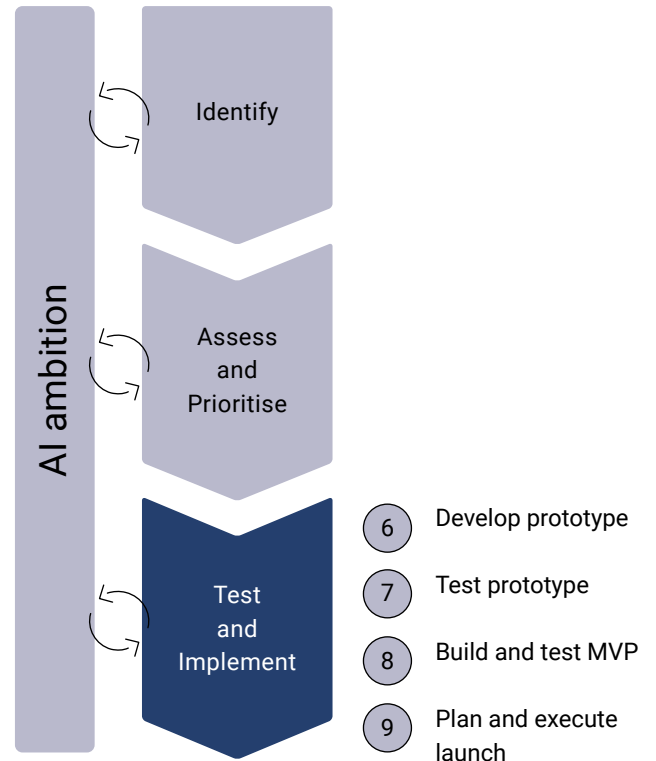 AI ambition
Identify
Assess
and
Prioritise
Test
and
Implement
6 Develop prototype
7 Test prototype
8 Build and test MVP
9 Plan and execute
launch